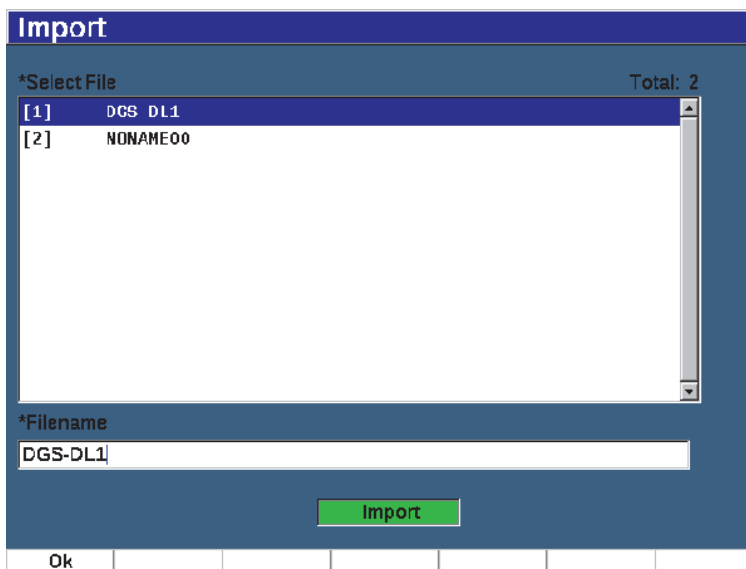 Import
*Select File Total: 2
[1] DGS DL1
[2] NONAME00
*Filename
DGS-DL1
Import
Ok